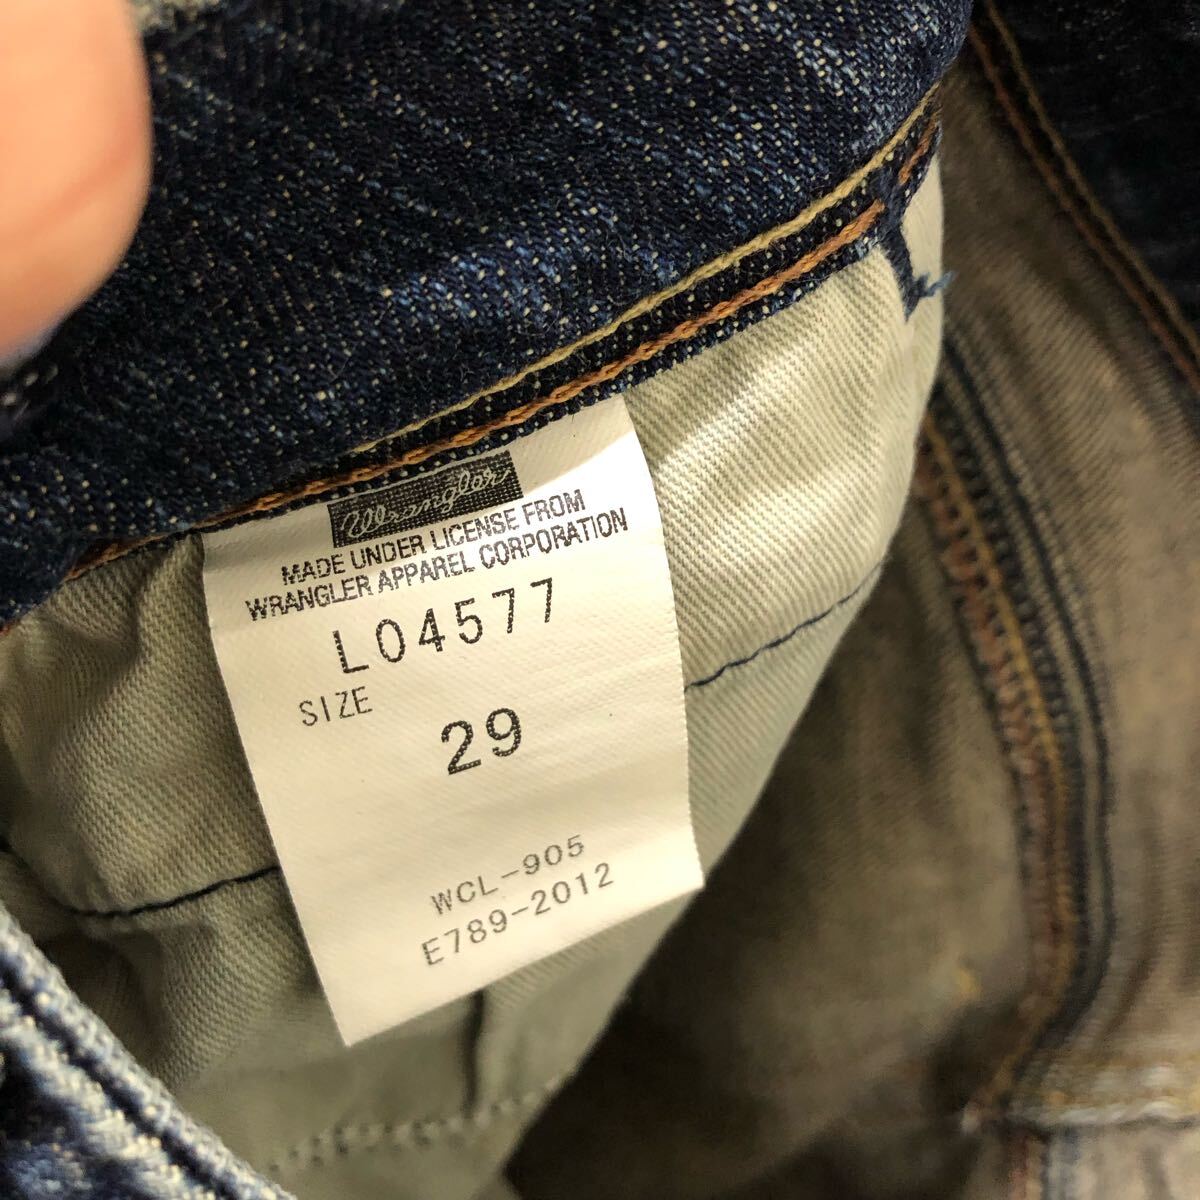 Wrangler
MADE UNDER LICENSE FROM
WRANGLER APPAREL CORPORATION
L04577
SIZE
29
WCL-905
E789-2012